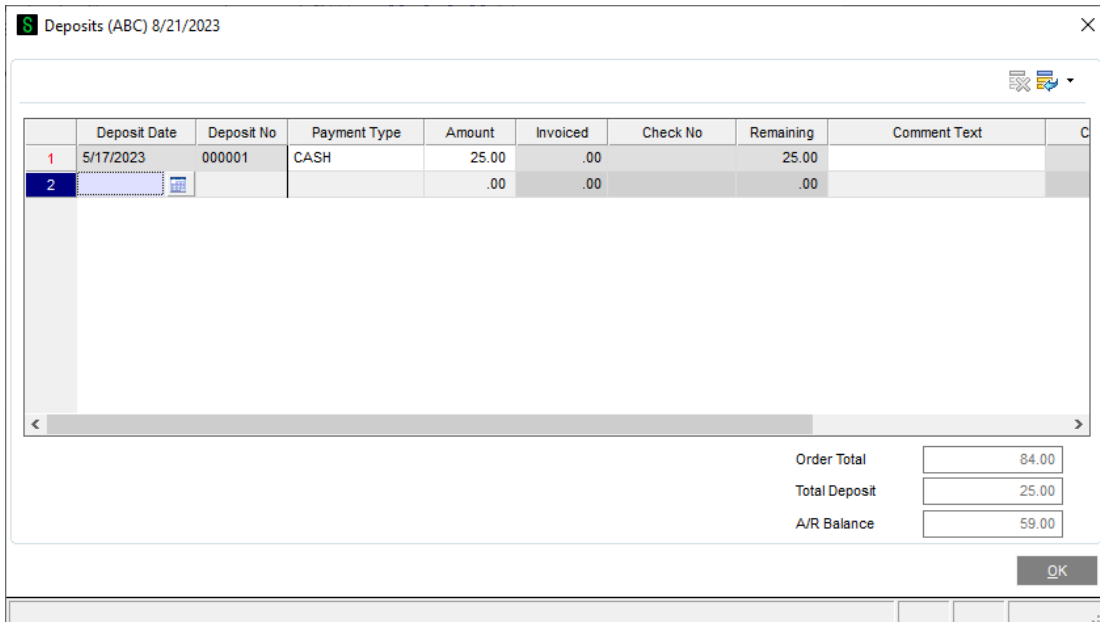 S Deposits (ABC) 8/21/2023
Deposit Date Deposit No Payment Type Amount Invoiced Check No Remaining Comment Text C
1 5/17/2023 000001 CASH 25.00 .00 25.00
2 .00 .00 .00
Order Total 84.00
Total Deposit 25.00
A/R Balance 59.00
OK